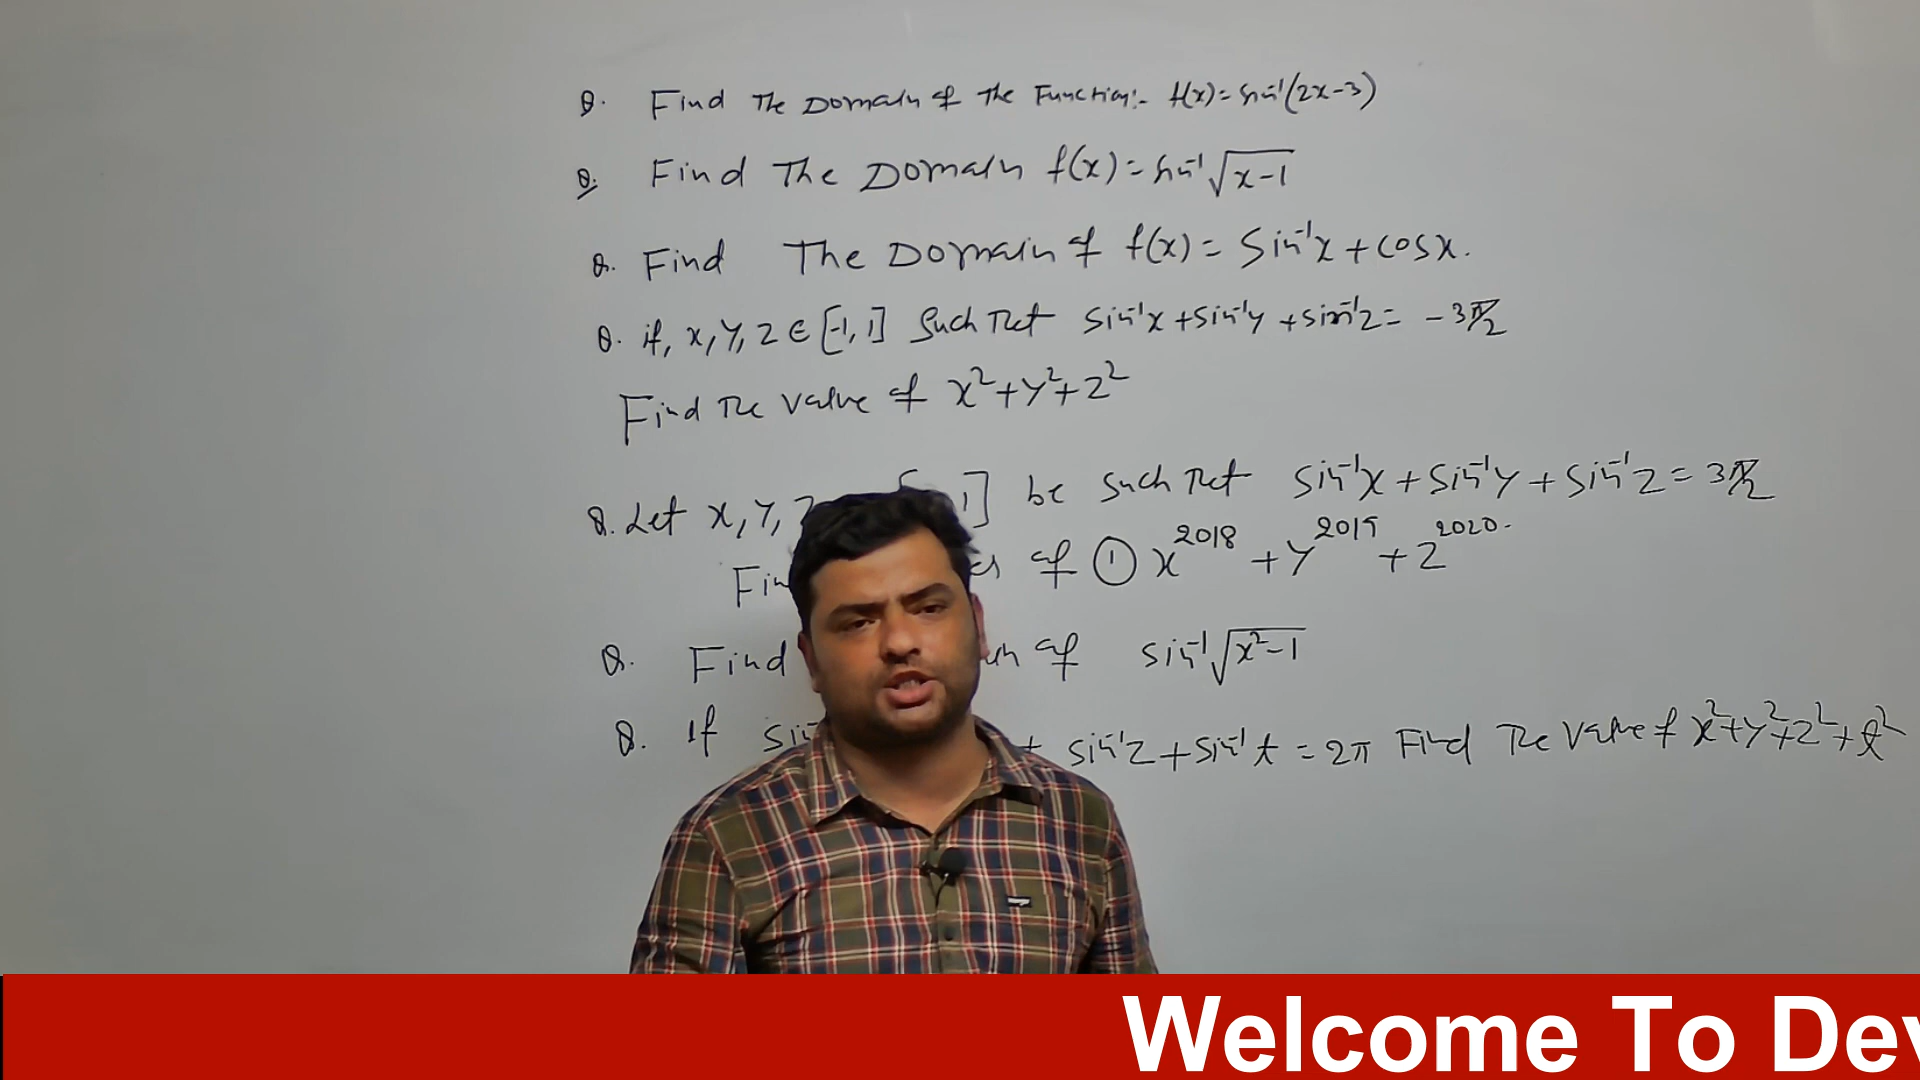 Q. Find The Domain of The Function:- f(x)= sin⁻¹(2x-3)
Q. Find The Domain f(x)= sin⁻¹√(x-1)
Q. Find The Domain of f(x) = Sin⁻¹x + cosx.
Q. if, x, y, z ∈ [-1, 1] Such That sin⁻¹x + sin⁻¹y + sin⁻¹z = -3π/2
Find The value of x²+y²+z²
Q. Let x, y, z 1] be such That sin⁻¹x + sin⁻¹y + sin⁻¹z = 3π/2
of ① x²⁰¹⁸ + y²⁰¹⁹ + z²⁰²⁰.
Q. Find of sin⁻¹√(x²-1)
Q. If + sin⁻¹z + sin⁻¹t = 2π Find The Value of x²+y²+z²+t²
Welcome To Dev